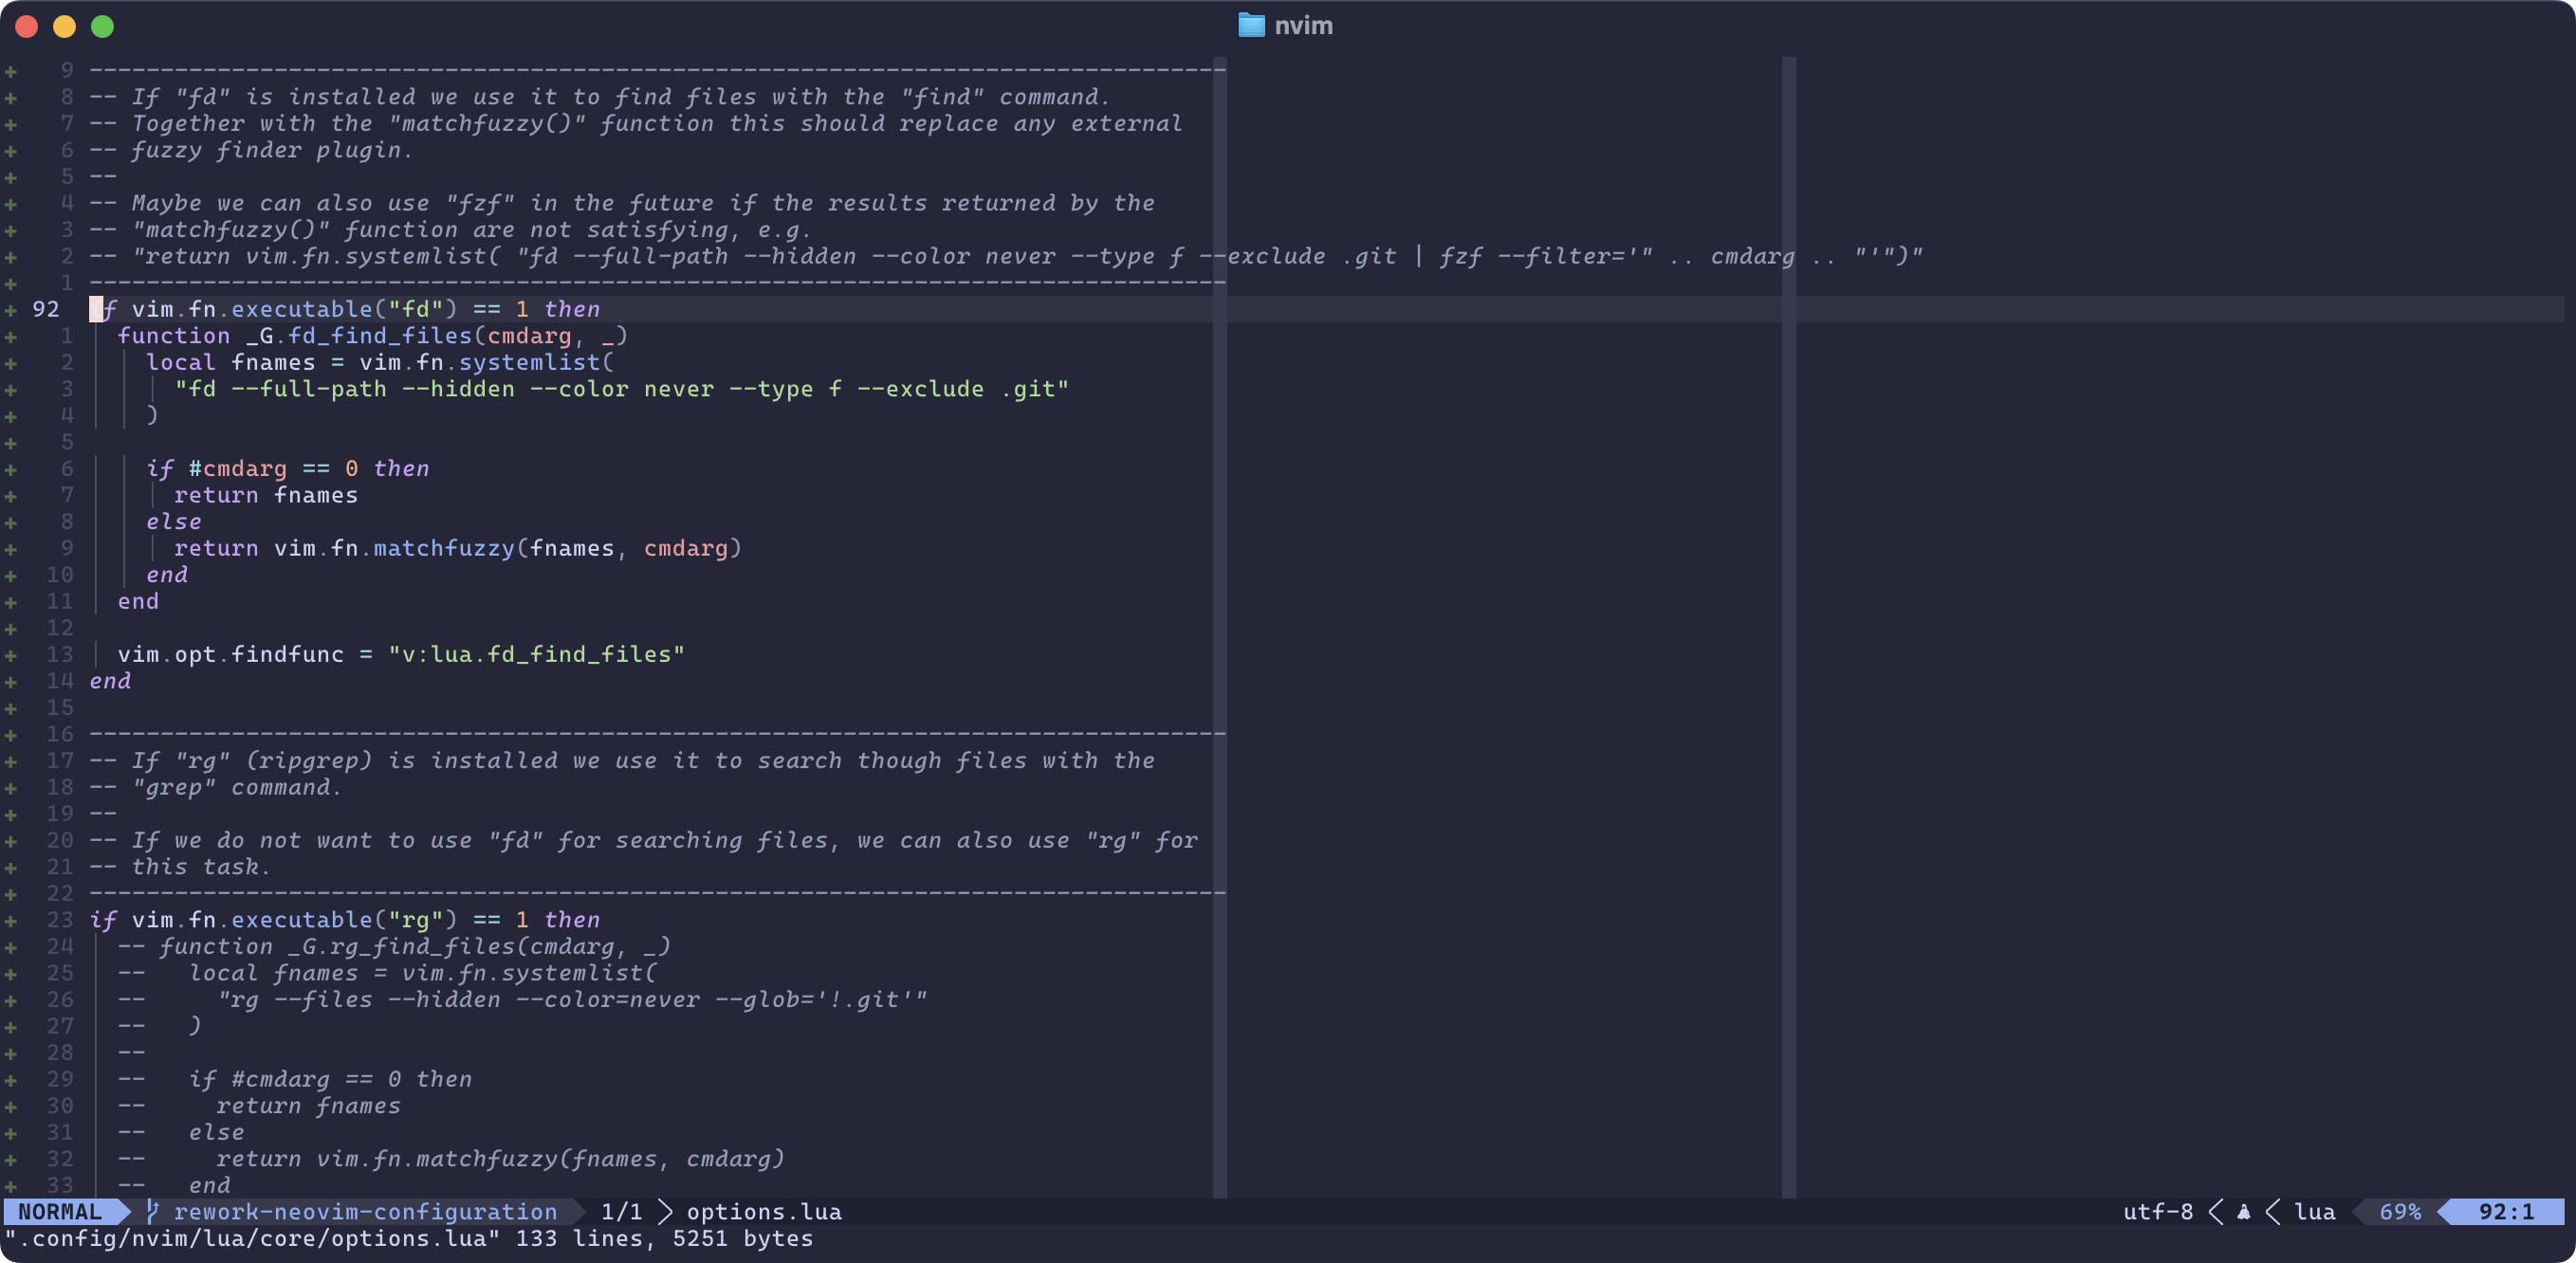 nvim
9 --------------------------------------------------------------------------------
8 -- If "fd" is installed we use it to find files with the "find" command.
7 -- Together with the "matchfuzzy()" function this should replace any external
6 -- fuzzy finder plugin.
5 --
4 -- Maybe we can also use "fzf" in the future if the results returned by the
3 -- "matchfuzzy()" function are not satisfying, e.g.
2 -- "return vim.fn.systemlist( "fd --full-path --hidden --color never --type f --exclude .git | fzf --filter='" .. cmdarg .. "'")"
1 --------------------------------------------------------------------------------
92 if vim.fn.executable("fd") == 1 then
1 function _G.fd_find_files(cmdarg, _)
2 local fnames = vim.fn.systemlist(
3 "fd --full-path --hidden --color never --type f --exclude .git"
4 )
5
6 if #cmdarg == 0 then
7 return fnames
8 else
9 return vim.fn.matchfuzzy(fnames, cmdarg)
10 end
11 end
12
13 vim.opt.findfunc = "v:lua.fd_find_files"
14 end
15
16 --------------------------------------------------------------------------------
17 -- If "rg" (ripgrep) is installed we use it to search though files with the
18 -- "grep" command.
19 --
20 -- If we do not want to use "fd" for searching files, we can also use "rg" for
21 -- this task.
22 --------------------------------------------------------------------------------
23 if vim.fn.executable("rg") == 1 then
24 -- function _G.rg_find_files(cmdarg, _)
25 --   local fnames = vim.fn.systemlist(
26 --     "rg --files --hidden --color=never --glob='!.git'"
27 --   )
28 --
29 --   if #cmdarg == 0 then
30 --     return fnames
31 --   else
32 --     return vim.fn.matchfuzzy(fnames, cmdarg)
33 --   end
NORMAL rework-neovim-configuration 1/1 options.lua utf-8 lua 69% 92:1
".config/nvim/lua/core/options.lua" 133 lines, 5251 bytes